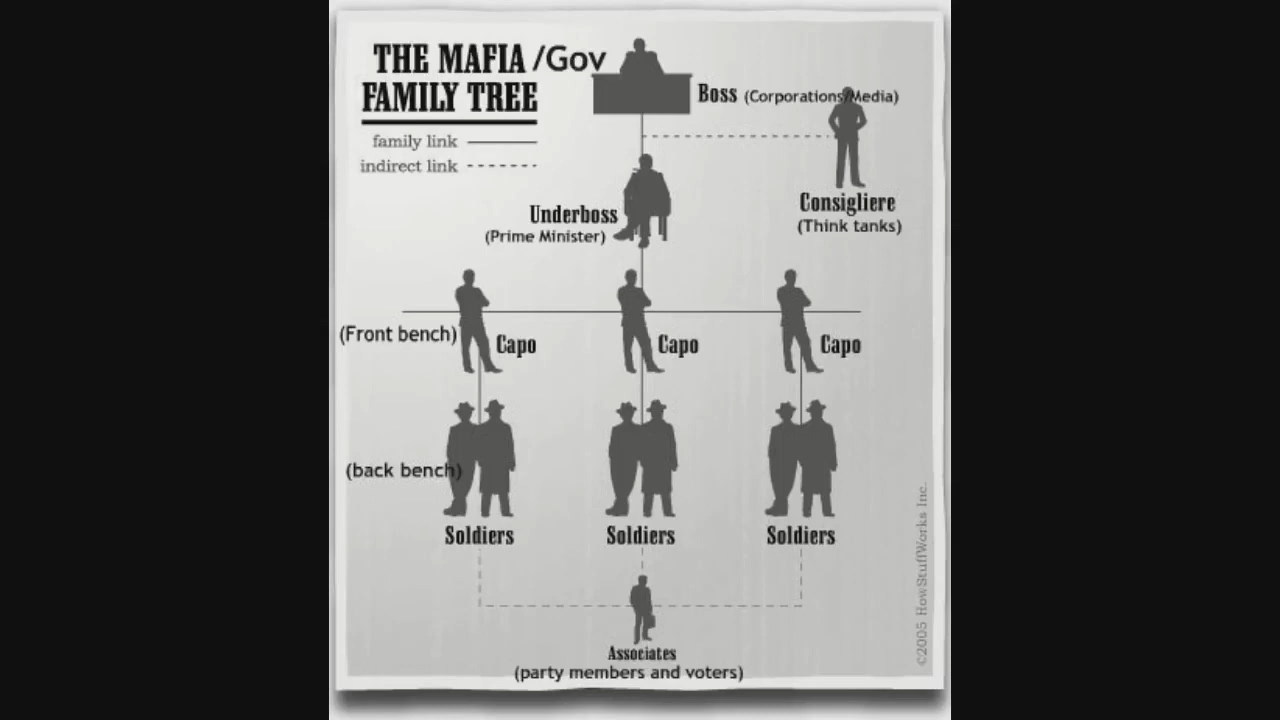 THE MAFIA /Gov
FAMILY TREE
family link
indirect link
Boss (Corporations/Media)
Consigliere
(Think tanks)
Underboss
(Prime Minister)
(Front bench)
Capo
Capo
Capo
(back bench)
Soldiers
Soldiers
Soldiers
Associates
(party members and voters)
©2005 HowStuffWorks Inc.